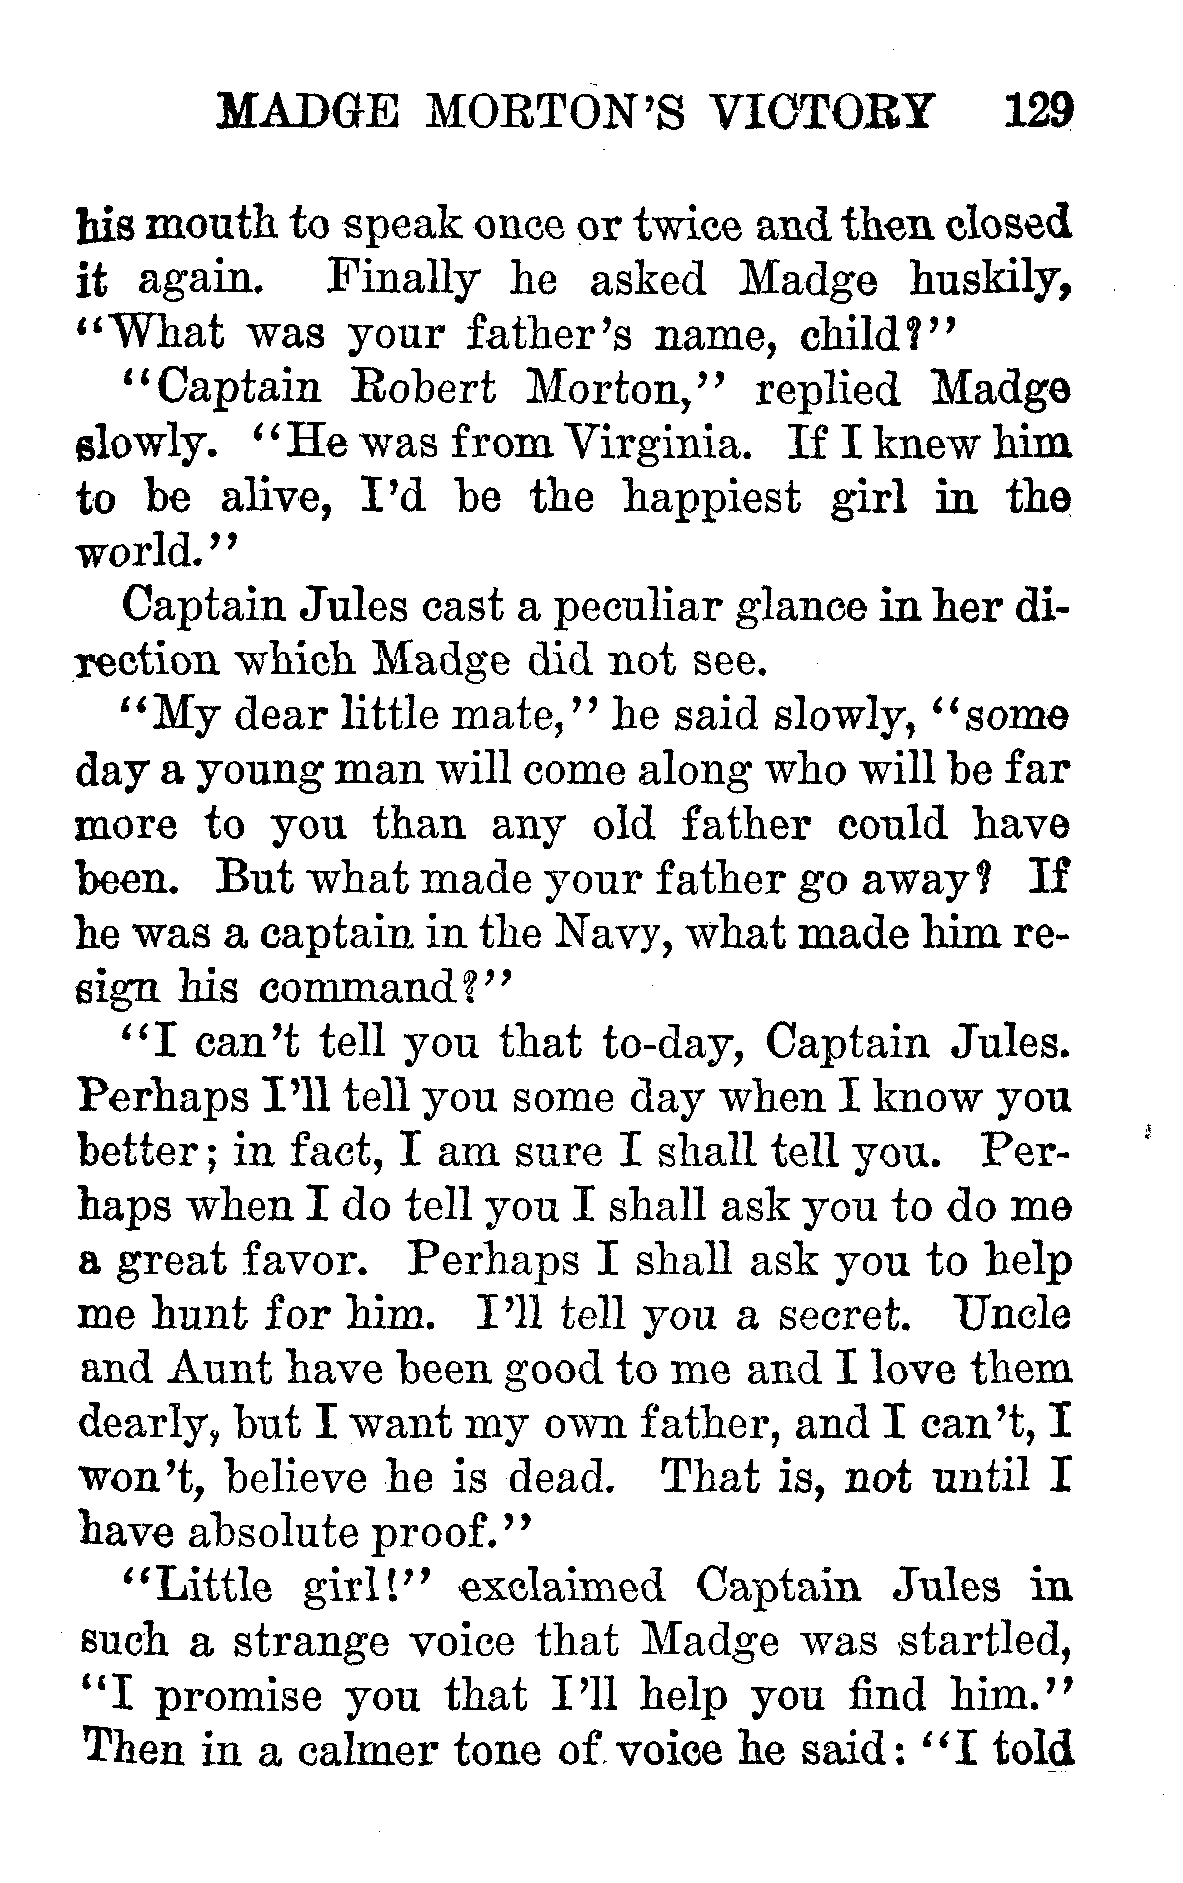 MADGE MORTON'S VICTORY 129
his mouth to speak once or twice and then closed
it again. Finally he asked Madge huskily,
"What was your father's name, child?"
"Captain Robert Morton," replied Madge
slowly. "He was from Virginia. If I knew him
to be alive, I'd be the happiest girl in the
world."
Captain Jules cast a peculiar glance in her di-
rection which Madge did not see.
"My dear little mate," he said slowly, "some
day a young man will come along who will be far
more to you than any old father could have
been. But what made your father go away? If
he was a captain in the Navy, what made him re-
sign his command?"
"I can't tell you that to-day, Captain Jules.
Perhaps I'll tell you some day when I know you
better; in fact, I am sure I shall tell you. Per-
haps when I do tell you I shall ask you to do me
a great favor. Perhaps I shall ask you to help
me hunt for him. I'll tell you a secret. Uncle
and Aunt have been good to me and I love them
dearly, but I want my own father, and I can't, I
won't, believe he is dead. That is, not until I
have absolute proof."
"Little girl!" exclaimed Captain Jules in
such a strange voice that Madge was startled,
"I promise you that I'll help you find him."
Then in a calmer tone of voice he said: "I told